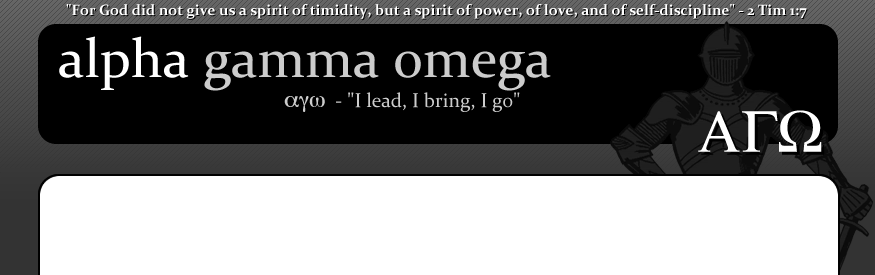 "For God did not give us a spirit of timidity, but a spirit of power, of love, and of self-discipline" - 2 Tim 1:7
alpha gamma omega
αγω - "I lead, I bring, I go"
ΑΓΩ